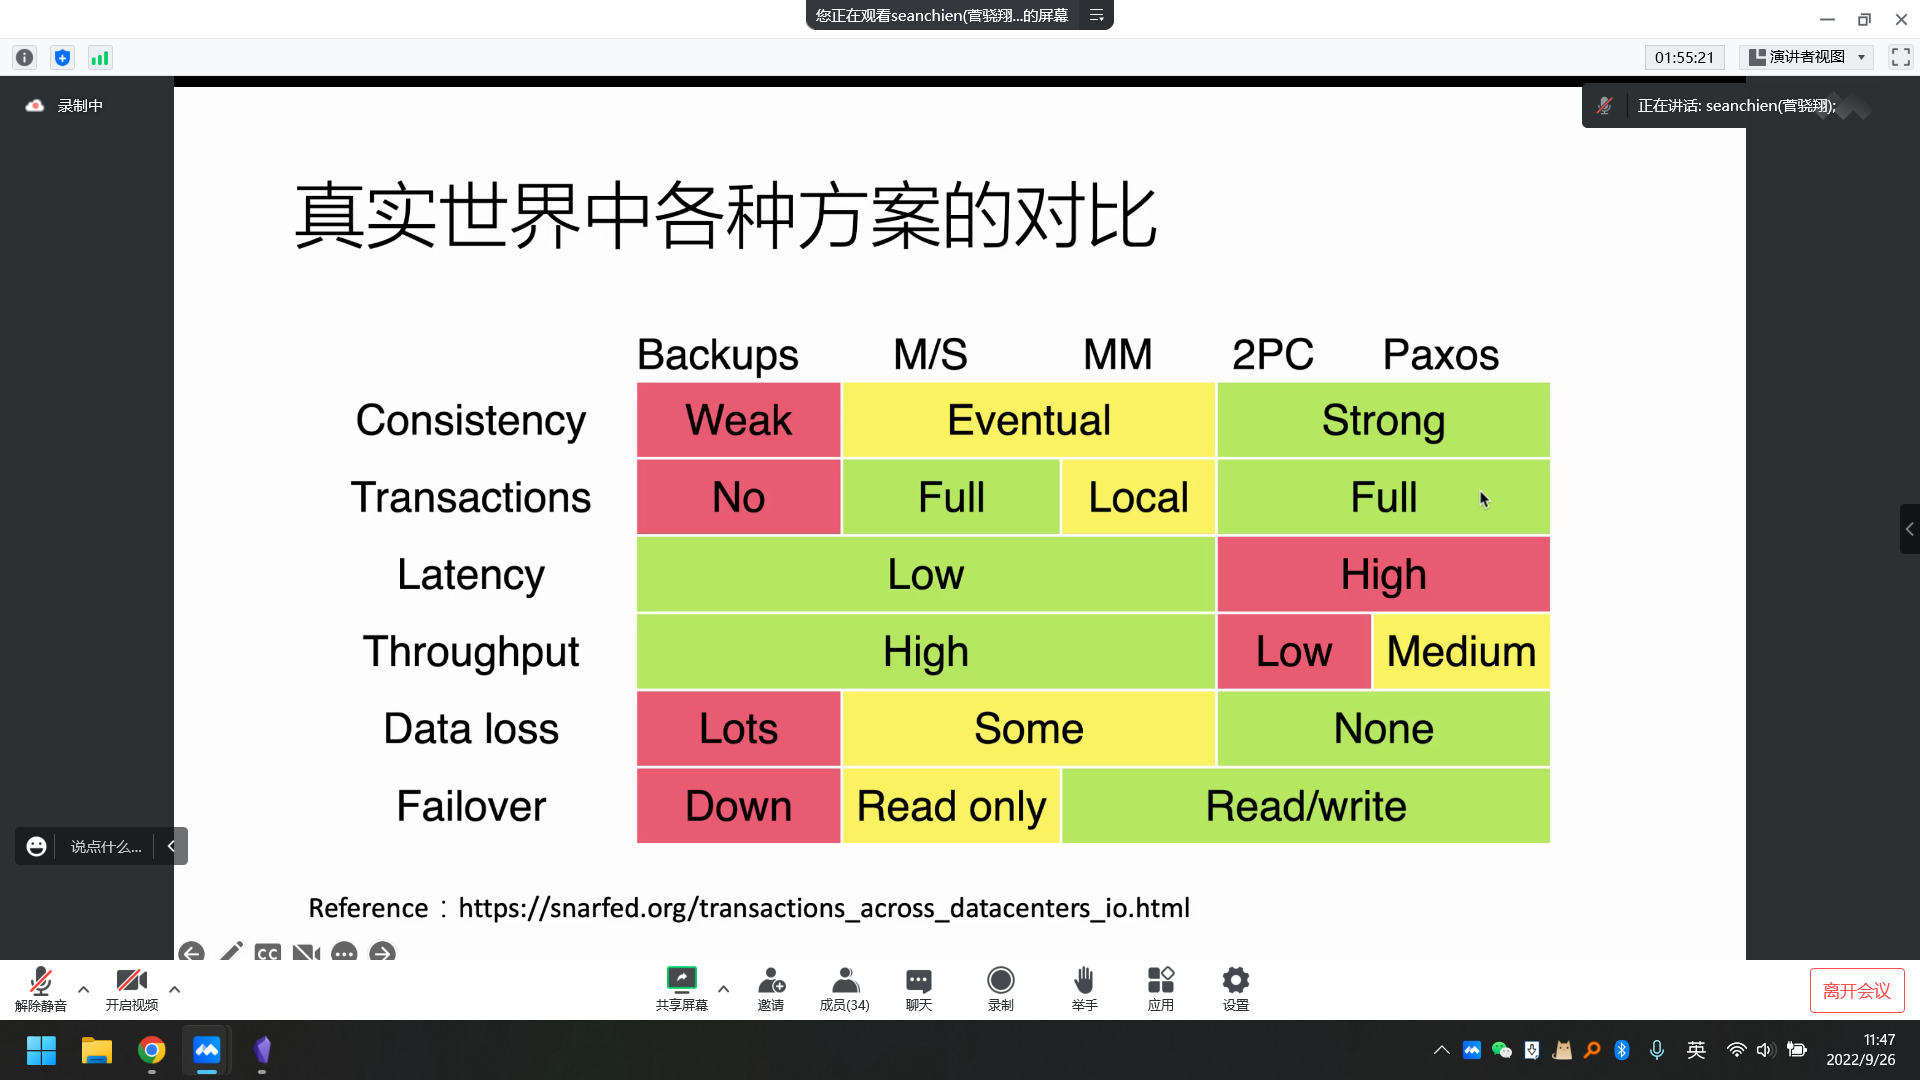 您正在观看seanchien(菅骁翔...的屏幕
01:55:21
演讲者视图
录制中
正在讲话: seanchien(菅骁翔);
真实世界中各种方案的对比
Backups M/S MM 2PC Paxos
Consistency Weak Eventual Strong
Transactions No Full Local Full
Latency Low High
Throughput High Low Medium
Data loss Lots Some None
Failover Down Read only Read/write
说点什么...
Reference：https://snarfed.org/transactions_across_datacenters_io.html
CC
解除静音
开启视频
共享屏幕
邀请
成员(34)
聊天
录制
举手
应用
设置
离开会议
英
11:47
2022/9/26